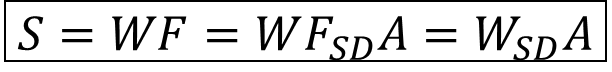 S = WF = WF_{SD}A = W_{SD}A